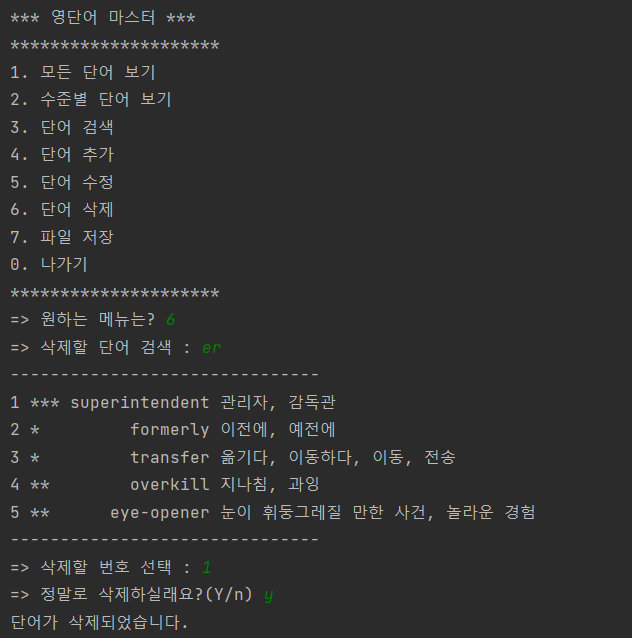 *** 영단어 마스터 ***
*********************
1. 모든 단어 보기
2. 수준별 단어 보기
3. 단어 검색
4. 단어 추가
5. 단어 수정
6. 단어 삭제
7. 파일 저장
0. 나가기
*********************
=> 원하는 메뉴는? 6
=> 삭제할 단어 검색 : er
-------------------------------
1 *** superintendent 관리자, 감독관
2 *         formerly 이전에, 예전에
3 *         transfer 옮기다, 이동하다, 이동, 전송
4 **        overkill 지나침, 과잉
5 **      eye-opener 눈이 휘둥그레질 만한 사건, 놀라운 경험
-------------------------------
=> 삭제할 번호 선택 : 1
=> 정말로 삭제하실래요?(Y/n) y
단어가 삭제되었습니다.